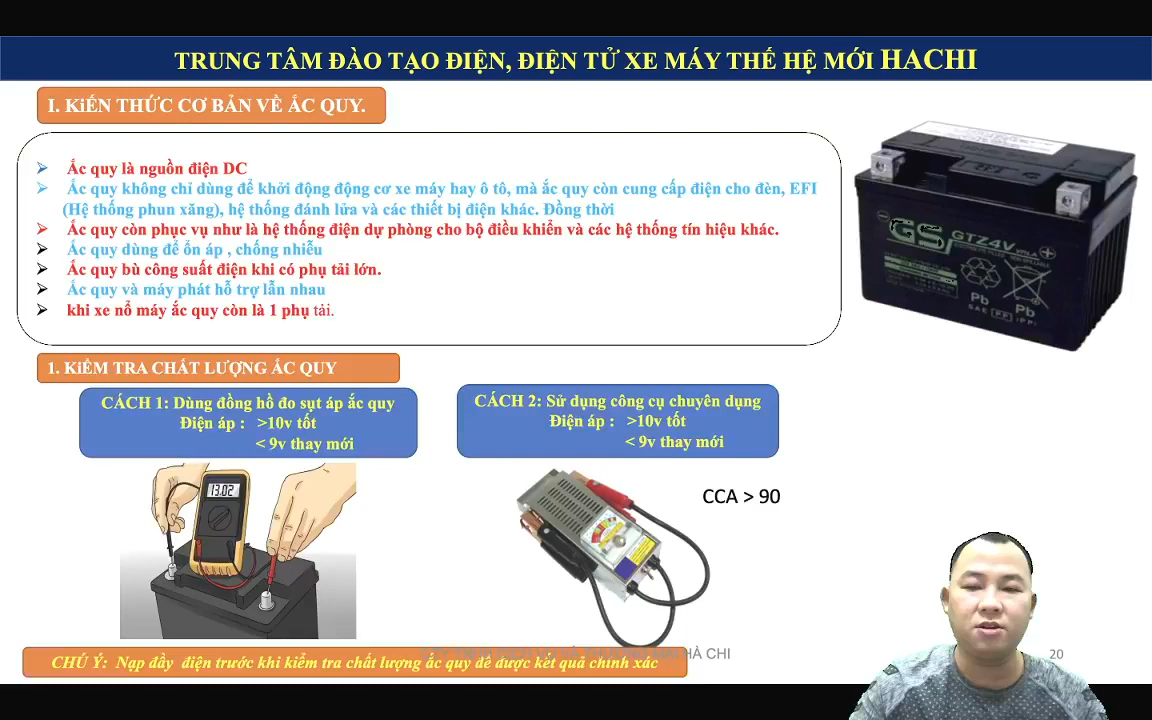 TRUNG TÂM ĐÀO TẠO ĐIỆN, ĐIỆN TỬ XE MÁY THẾ HỆ MỚI HACHI
I. KiẾN THỨC CƠ BẢN VỀ ẮC QUY.
Ắc quy là nguồn điện DC
Ắc quy không chỉ dùng để khởi động động cơ xe máy hay ô tô, mà ắc quy còn cung cấp điện cho đèn, EFI
(Hệ thống phun xăng), hệ thống đánh lửa và các thiết bị điện khác. Đồng thời
Ắc quy còn phục vụ như là hệ thống điện dự phòng cho bộ điều khiển và các hệ thống tín hiệu khác.
Ắc quy dùng để ổn áp , chống nhiễu
Ắc quy bù công suất điện khi có phụ tải lớn.
Ắc quy và máy phát hỗ trợ lẫn nhau
khi xe nổ máy ắc quy còn là 1 phụ tải.
GS
GTZ4V
Pb
Pb
1. KiỂM TRA CHẤT LƯỢNG ẮC QUY
CÁCH 1: Dùng đồng hồ đo sụt áp ắc quy
Điện áp : >10v tốt
< 9v thay mới
CÁCH 2: Sử dụng công cụ chuyên dụng
Điện áp : >10v tốt
< 9v thay mới
13.02
CCA > 90
CHÚ Ý: Nạp đầy điện trước khi kiểm tra chất lượng ắc quy để được kết quả chính xác
HÀ CHI
20